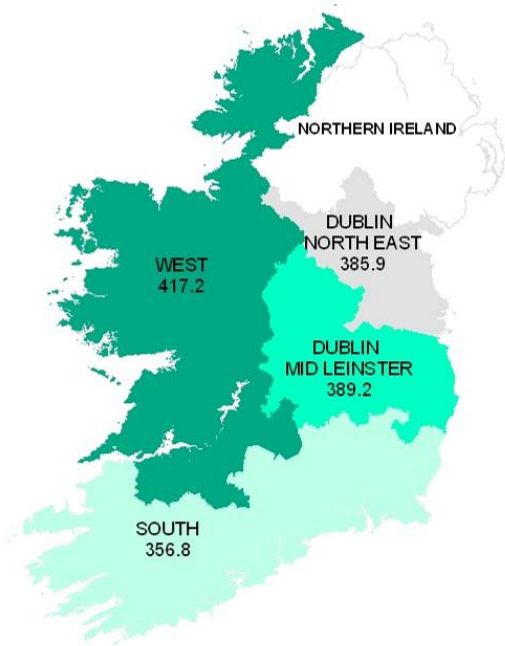 NORTHERN IRELAND
DUBLIN
NORTH EAST
385.9
WEST
417.2
DUBLIN
MID LEINSTER
389.2
SOUTH
356.8